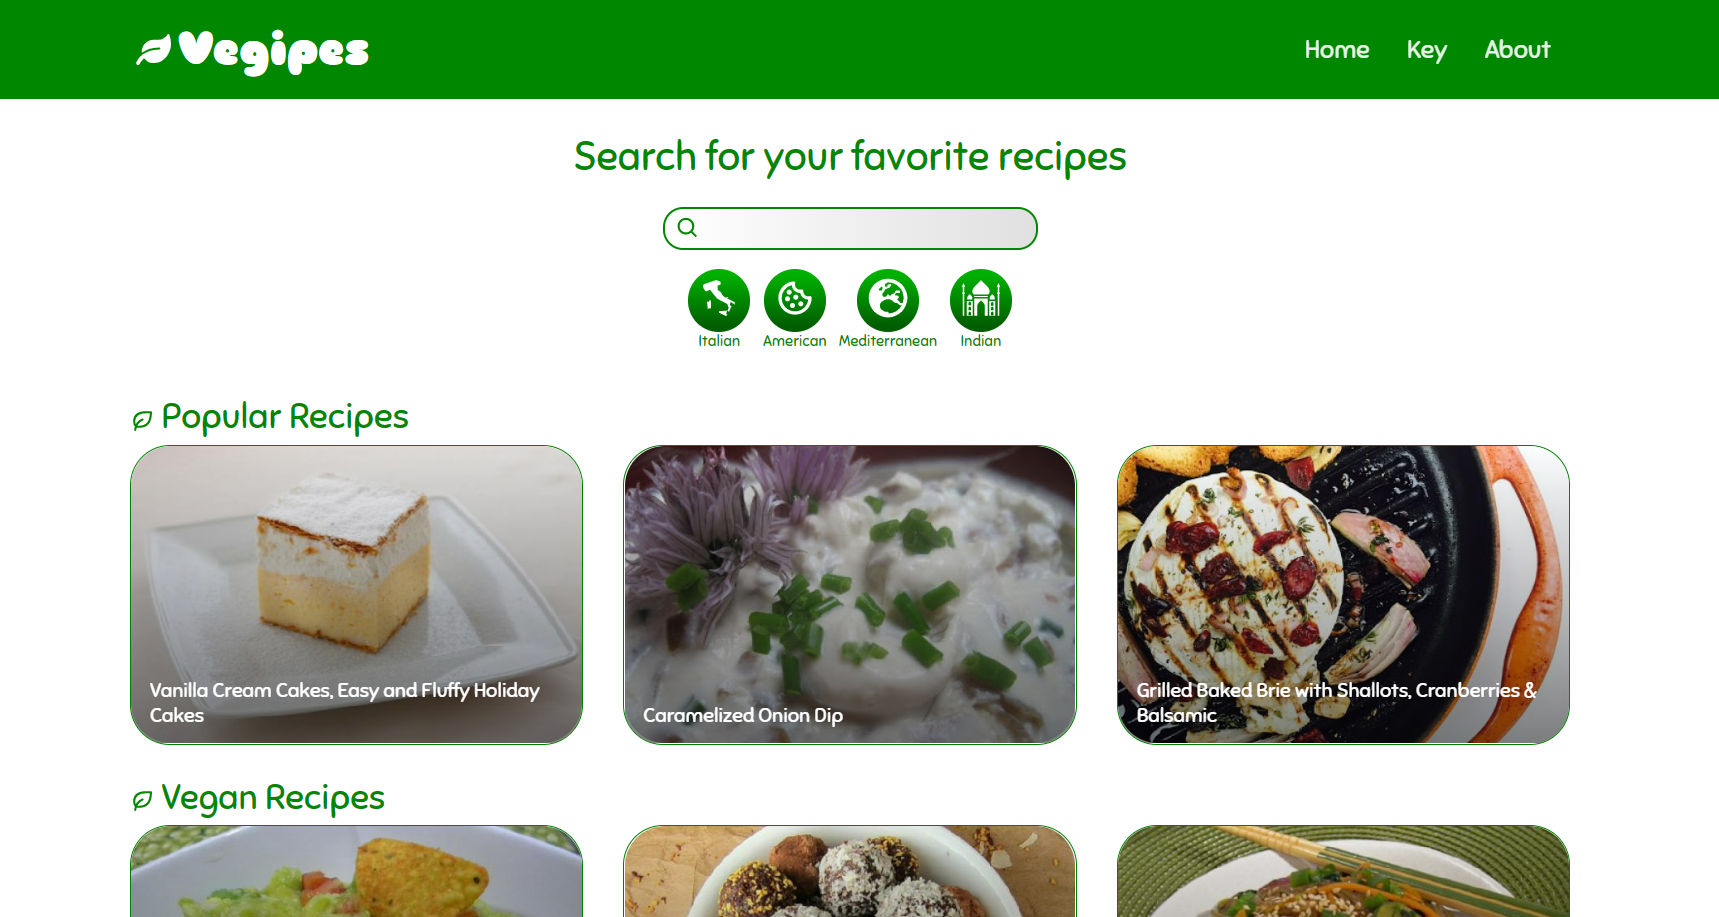 Vegipes
Home Key About
Search for your favorite recipes
Italian American Mediterranean Indian
Popular Recipes
Vanilla Cream Cakes, Easy and Fluffy Holiday
Cakes
Caramelized Onion Dip
Grilled Baked Brie with Shallots, Cranberries &
Balsamic
Vegan Recipes